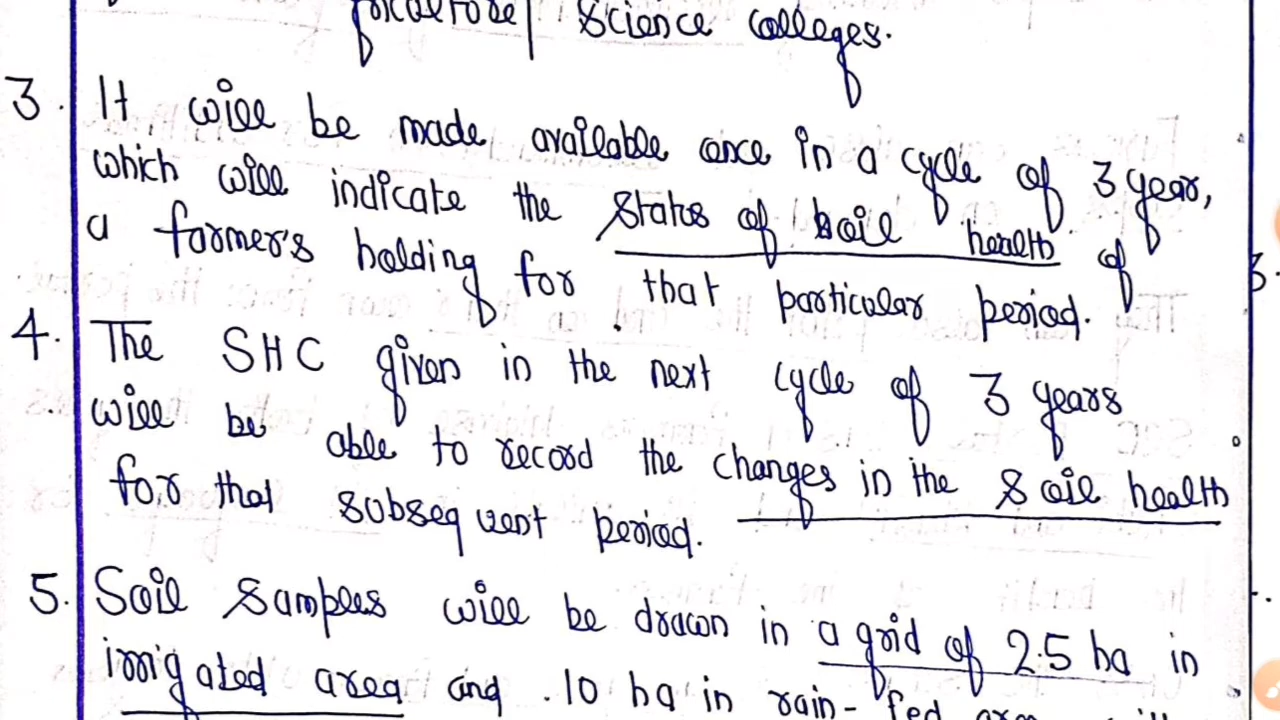 science colleges.
3. It will be made available once in a cycle of 3 year,
which will indicate the status of soil health of
a farmer's holding for that particular period.
4. The SHC given in the next cycle of 3 years
will be able to record the changes in the soil health
for that subsequent period.
5. Soil samples will be drawn in a grid of 2.5 ha in
irrigated area and 10 ha in rain-fed